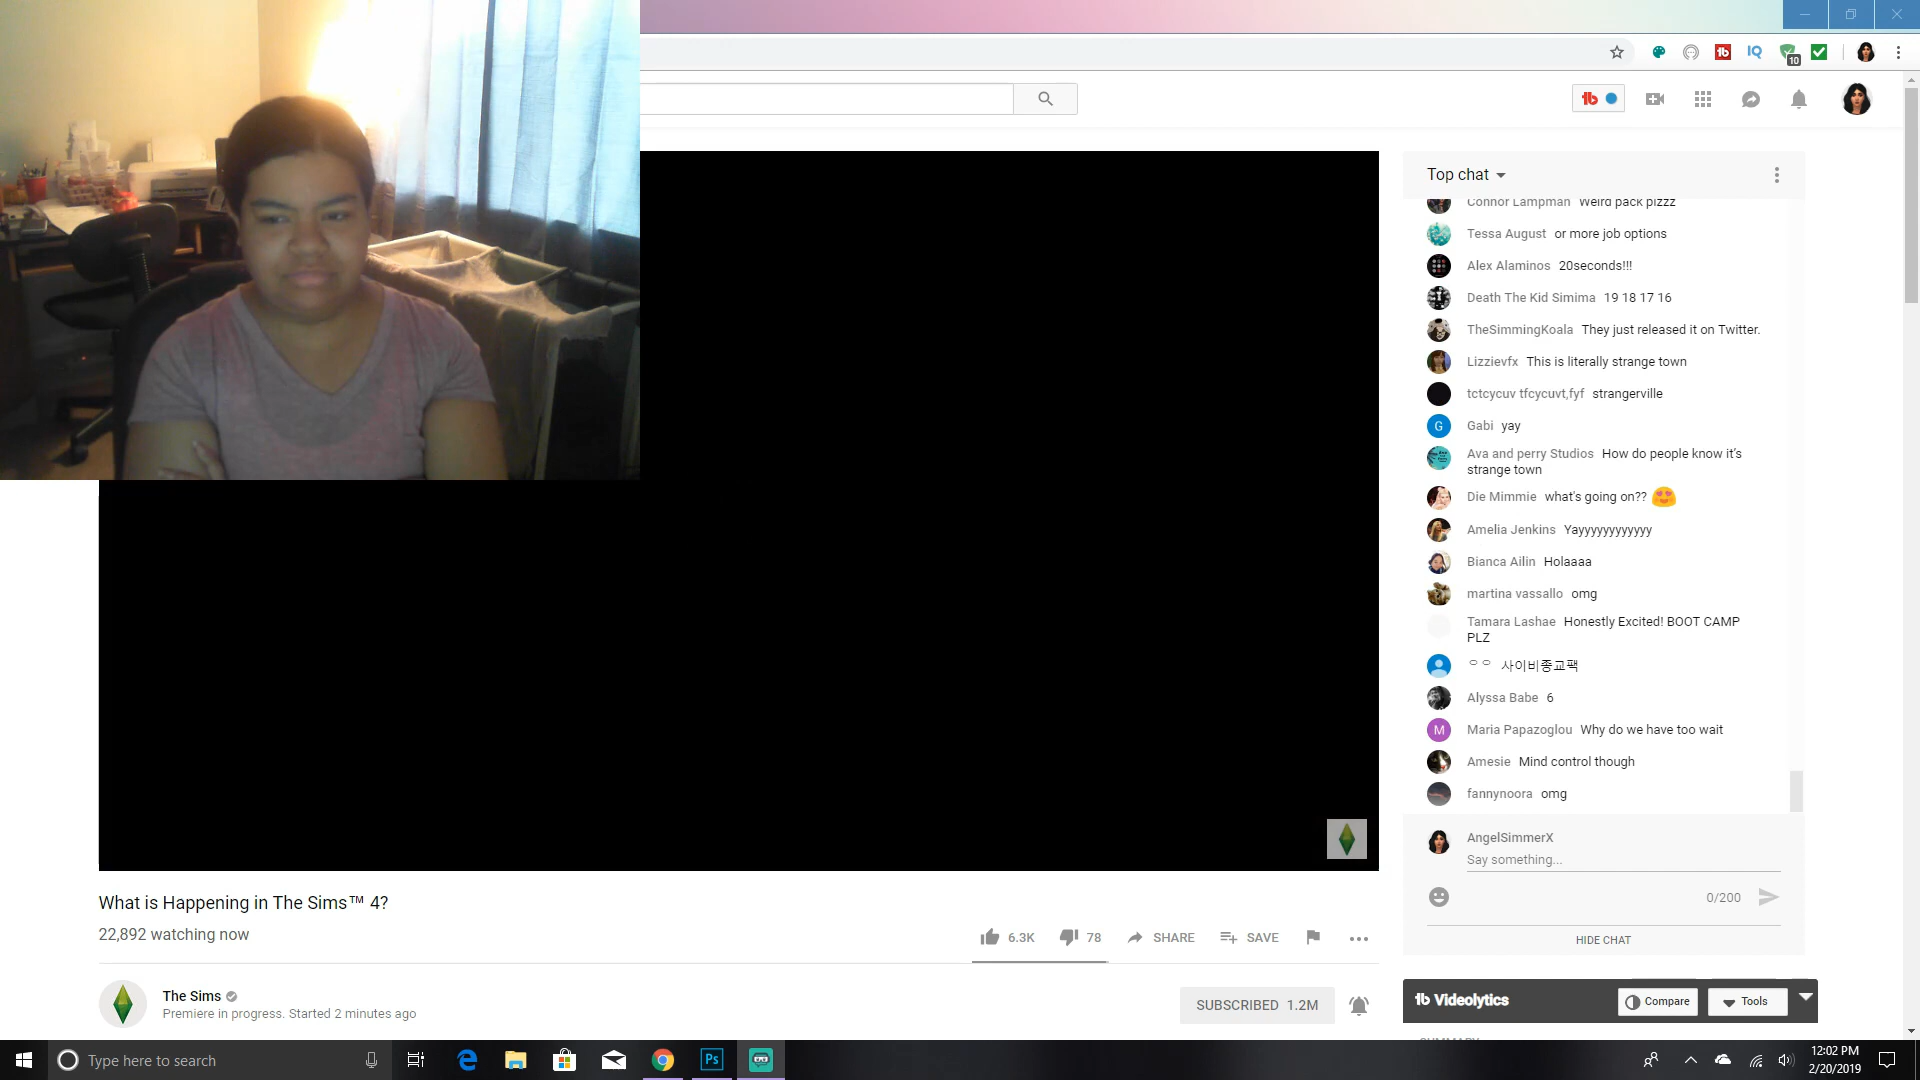 IQ
10
Top chat
Connor Lampman Weird pack plzzz
Tessa August or more job options
Alex Alaminos 20seconds!!!
Death The Kid Simima 19 18 17 16
TheSimmingKoala They just released it on Twitter.
Lizzievfx This is literally strange town
tctcycuv tfcycuvt,fyf strangerville
G Gabi yay
Ava and perry Studios How do people know it's
strange town
Die Mimmie what's going on??
Amelia Jenkins Yayyyyyyyyyyyy
Bianca Ailin Holaaaa
martina vassallo omg
Tamara Lashae Honestly Excited! BOOT CAMP
PLZ
ᄋᄋ 사이비종교팩
Alyssa Babe 6
M Maria Papazoglou Why do we have too wait
Amesie Mind control though
fannynoora omg
AngelSimmerX
Say something...
0/200
HIDE CHAT
What is Happening in The Sims™ 4?
22,892 watching now
6.3K 78 SHARE SAVE
The Sims
Premiere in progress. Started 2 minutes ago
SUBSCRIBED 1.2M
tb Videolytics Compare Tools
SUMMARY
Type here to search
Ps
12:02 PM
2/20/2019